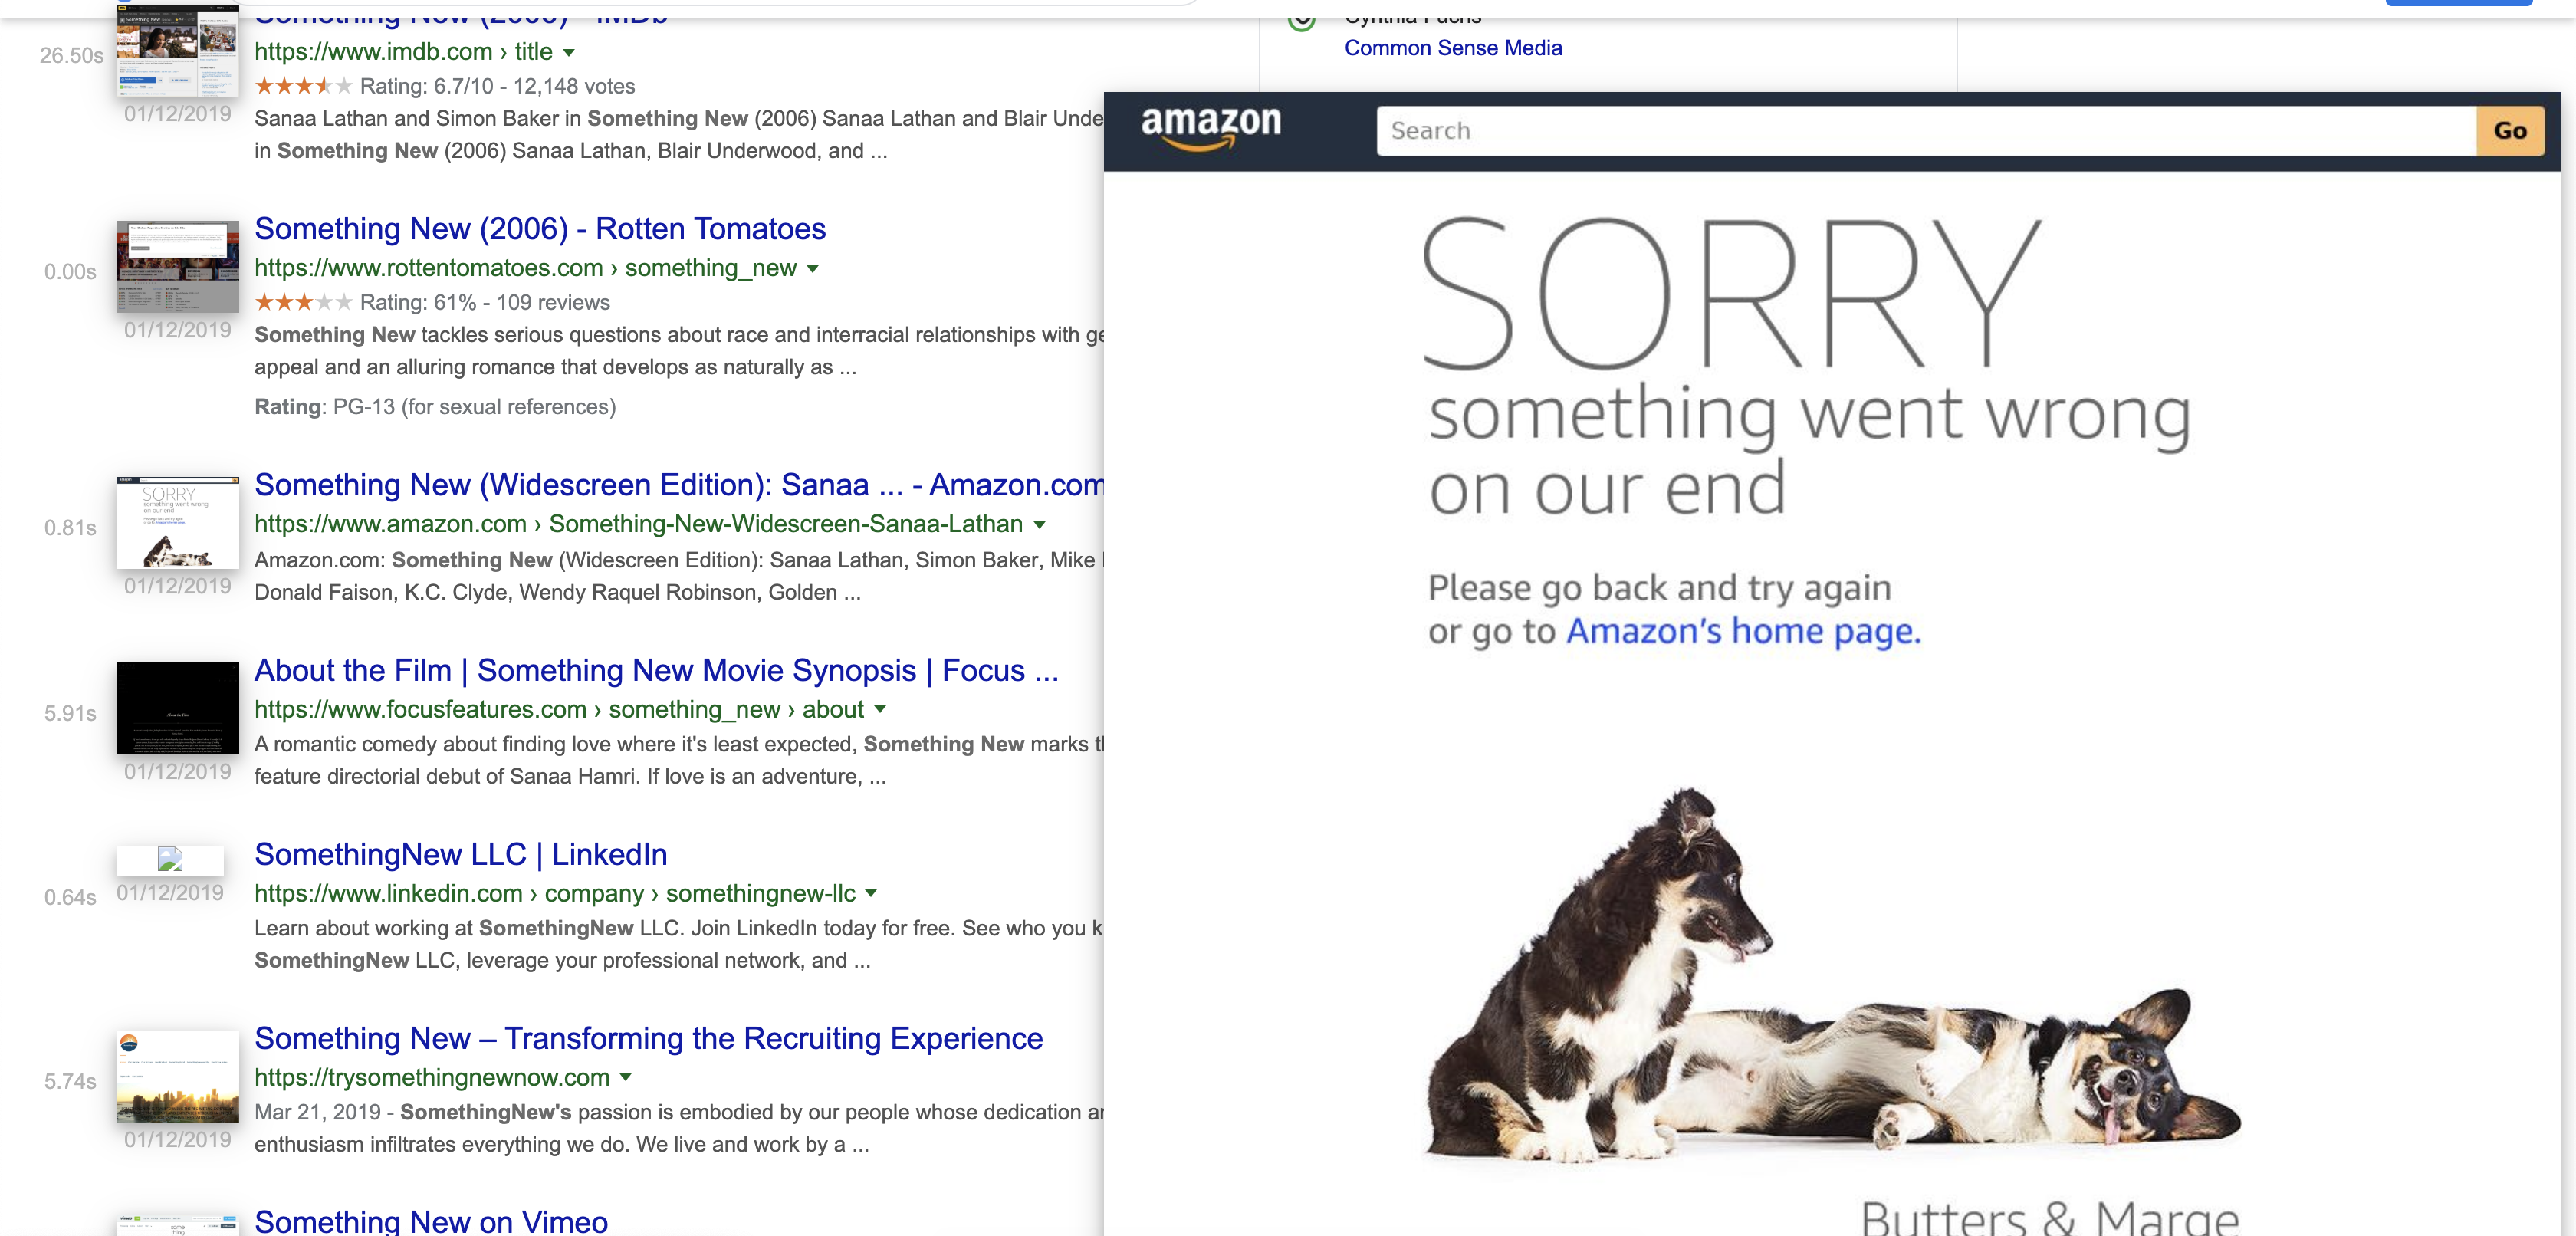 Something New (2006) - IMDb
26.50s
https://www.imdb.com › title
Rating: 6.7/10 - 12,148 votes
01/12/2019
Sanaa Lathan and Simon Baker in Something New (2006) Sanaa Lathan and Blair Unde
in Something New (2006) Sanaa Lathan, Blair Underwood, and ...
Something New (2006) - Rotten Tomatoes
0.00s
https://www.rottentomatoes.com › something_new
Rating: 61% - 109 reviews
01/12/2019
Something New tackles serious questions about race and interracial relationships with ge
appeal and an alluring romance that develops as naturally as ...
Rating: PG-13 (for sexual references)
Something New (Widescreen Edition): Sanaa ... - Amazon.com
0.81s
https://www.amazon.com › Something-New-Widescreen-Sanaa-Lathan
SORRY
something went wrong
on our end
01/12/2019
Amazon.com: Something New (Widescreen Edition): Sanaa Lathan, Simon Baker, Mike
Donald Faison, K.C. Clyde, Wendy Raquel Robinson, Golden ...
About the Film | Something New Movie Synopsis | Focus ...
5.91s
https://www.focusfeatures.com › something_new › about
01/12/2019
A romantic comedy about finding love where it's least expected, Something New marks t
feature directorial debut of Sanaa Hamri. If love is an adventure, ...
SomethingNew LLC | LinkedIn
0.64s
https://www.linkedin.com › company › somethingnew-llc
01/12/2019
Learn about working at SomethingNew LLC. Join LinkedIn today for free. See who you k
SomethingNew LLC, leverage your professional network, and ...
Something New – Transforming the Recruiting Experience
5.74s
https://trysomethingnewnow.com
01/12/2019
Mar 21, 2019 - SomethingNew's passion is embodied by our people whose dedication ar
enthusiasm infiltrates everything we do. We live and work by a ...
Something New on Vimeo
Cynthia Fuchs
Common Sense Media
amazon
Search
Go
SORRY
something went wrong
on our end
Please go back and try again
or go to Amazon's home page.
Butters & Marge